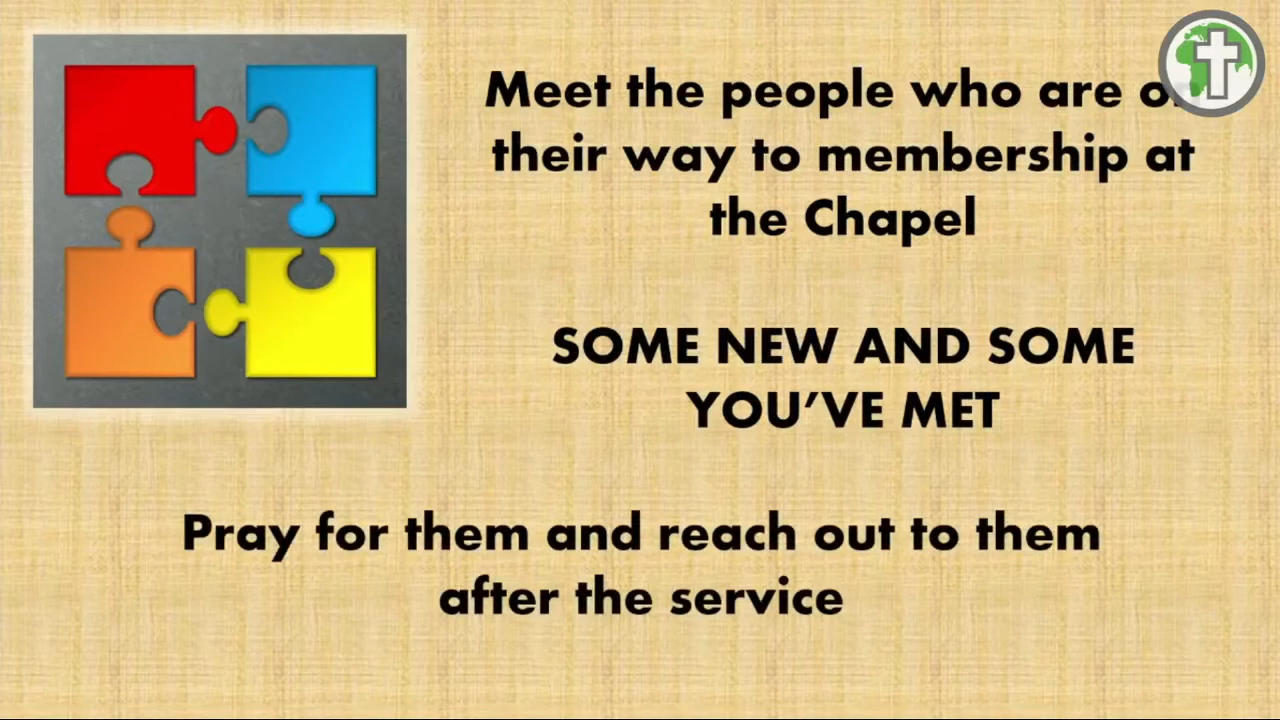 Meet the people who are
their way to membership at
the Chapel
SOME NEW AND SOME
YOU'VE MET
Pray for them and reach out to them
after the service